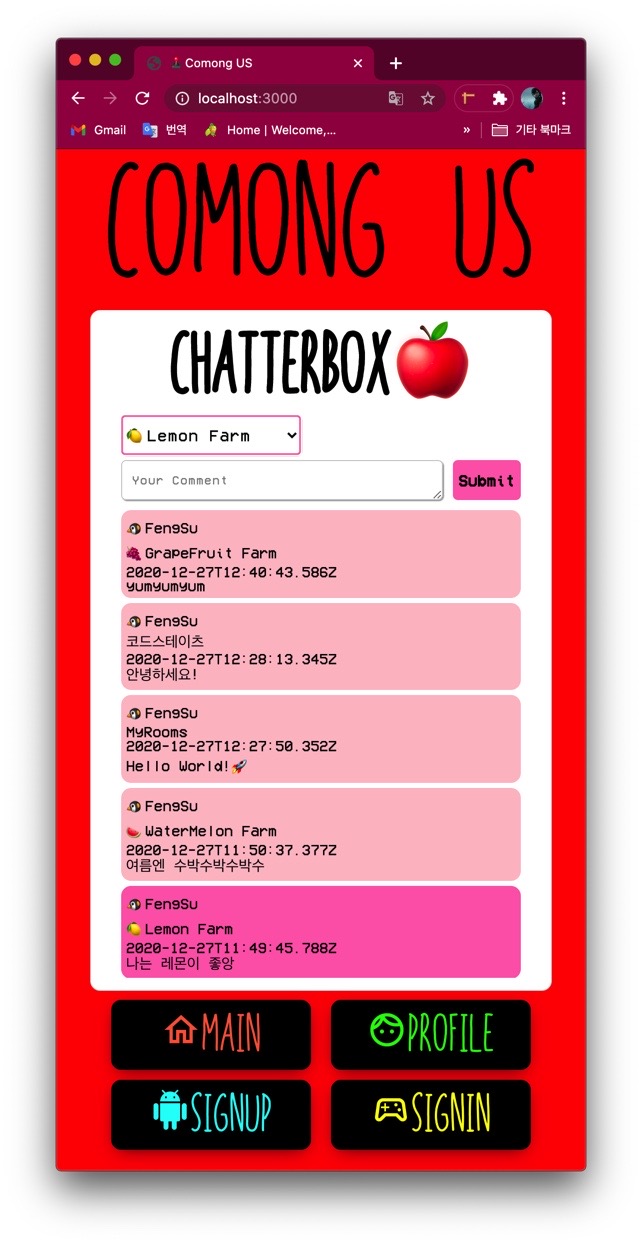 Comong US
localhost:3000
Gmail 번역 Home | Welcome,... » 기타 북마크
COMONG US
CHATTERBOX🍎
🍋Lemon Farm
Your Comment Submit
🐧FengSu
🍇GrapeFruit Farm
2020-12-27T12:40:43.586Z
yumyumyum
🐧FengSu
코드스테이츠
2020-12-27T12:28:13.345Z
안녕하세요!
🐧FengSu
MyRooms
2020-12-27T12:27:50.352Z
Hello World!🚀
🐧FengSu
🍉WaterMelon Farm
2020-12-27T11:50:37.377Z
여름엔 수박수박수박수
🐧FengSu
🍋Lemon Farm
2020-12-27T11:49:45.788Z
나는 레몬이 좋앙
MAIN PROFILE
SIGNUP SIGNIN